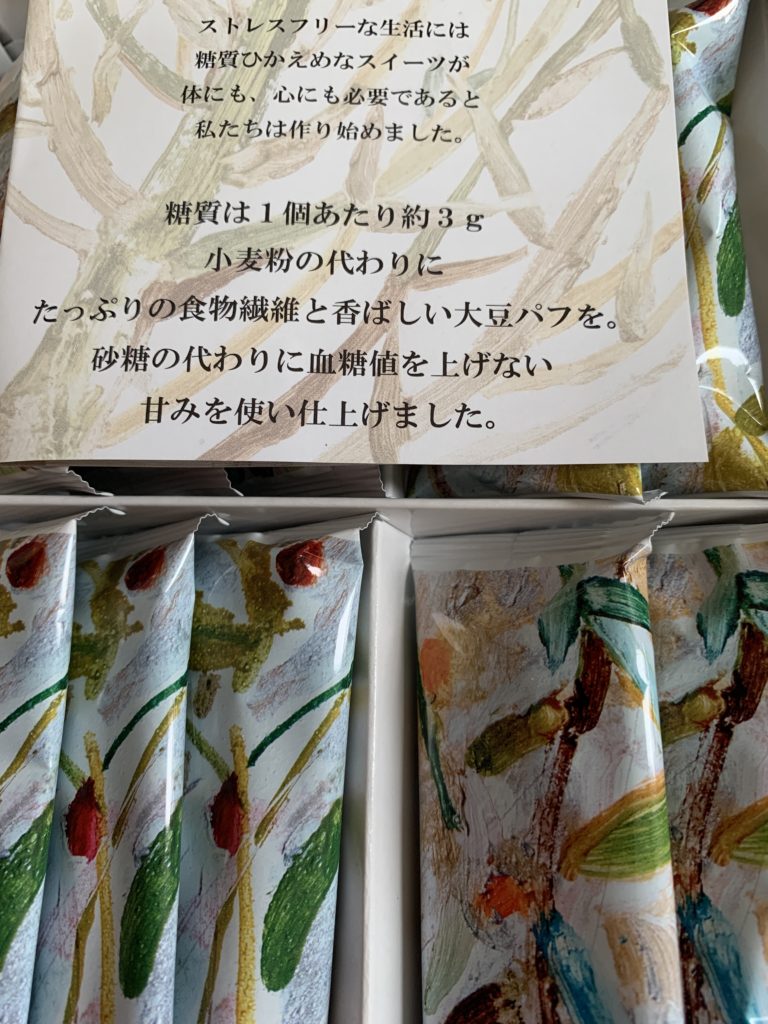 ストレスフリーな生活には
糖質ひかえめなスイーツが
体にも、心にも必要であると
私たちは作り始めました。
糖質は1個あたり約3g
小麦粉の代わりに
たっぷりの食物繊維と香ばしい大豆パフを。
砂糖の代わりに血糖値を上げない
甘みを使い仕上げました。